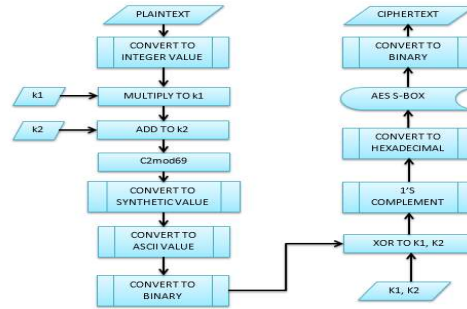 PLAINTEXT
CONVERT TO
INTEGER VALUE
k1
MULTIPLY TO k1
k2
ADD TO k2
C2mod69
CONVERT TO
SYNTHETIC VALUE
CONVERT TO
ASCII VALUE
CONVERT TO
BINARY
CIPHERTEXT
CONVERT TO
BINARY
AES S-BOX
CONVERT TO
HEXADECIMAL
1'S
COMPLEMENT
XOR TO K1, K2
K1, K2